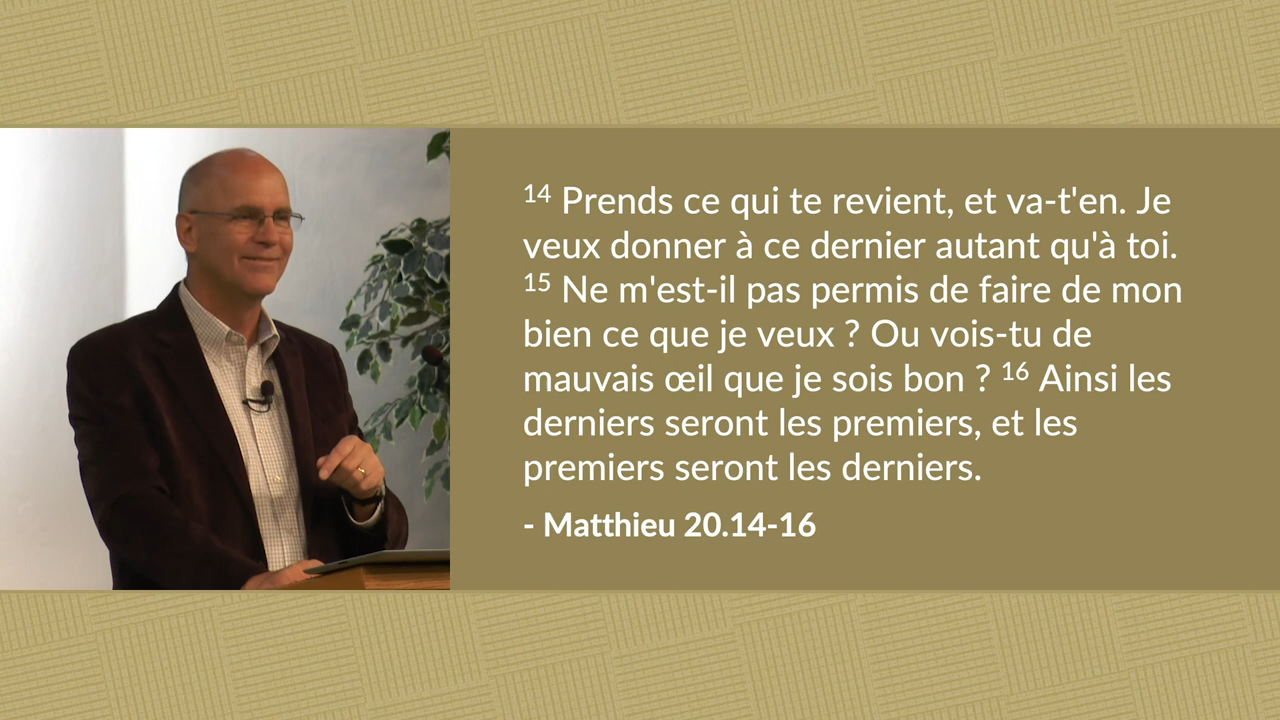 14 Prends ce qui te revient, et va-t'en. Je
veux donner à ce dernier autant qu'à toi.
15 Ne m'est-il pas permis de faire de mon
bien ce que je veux ? Ou vois-tu de
mauvais œil que je sois bon ? 16 Ainsi les
derniers seront les premiers, et les
premiers seront les derniers.
- Matthieu 20.14-16